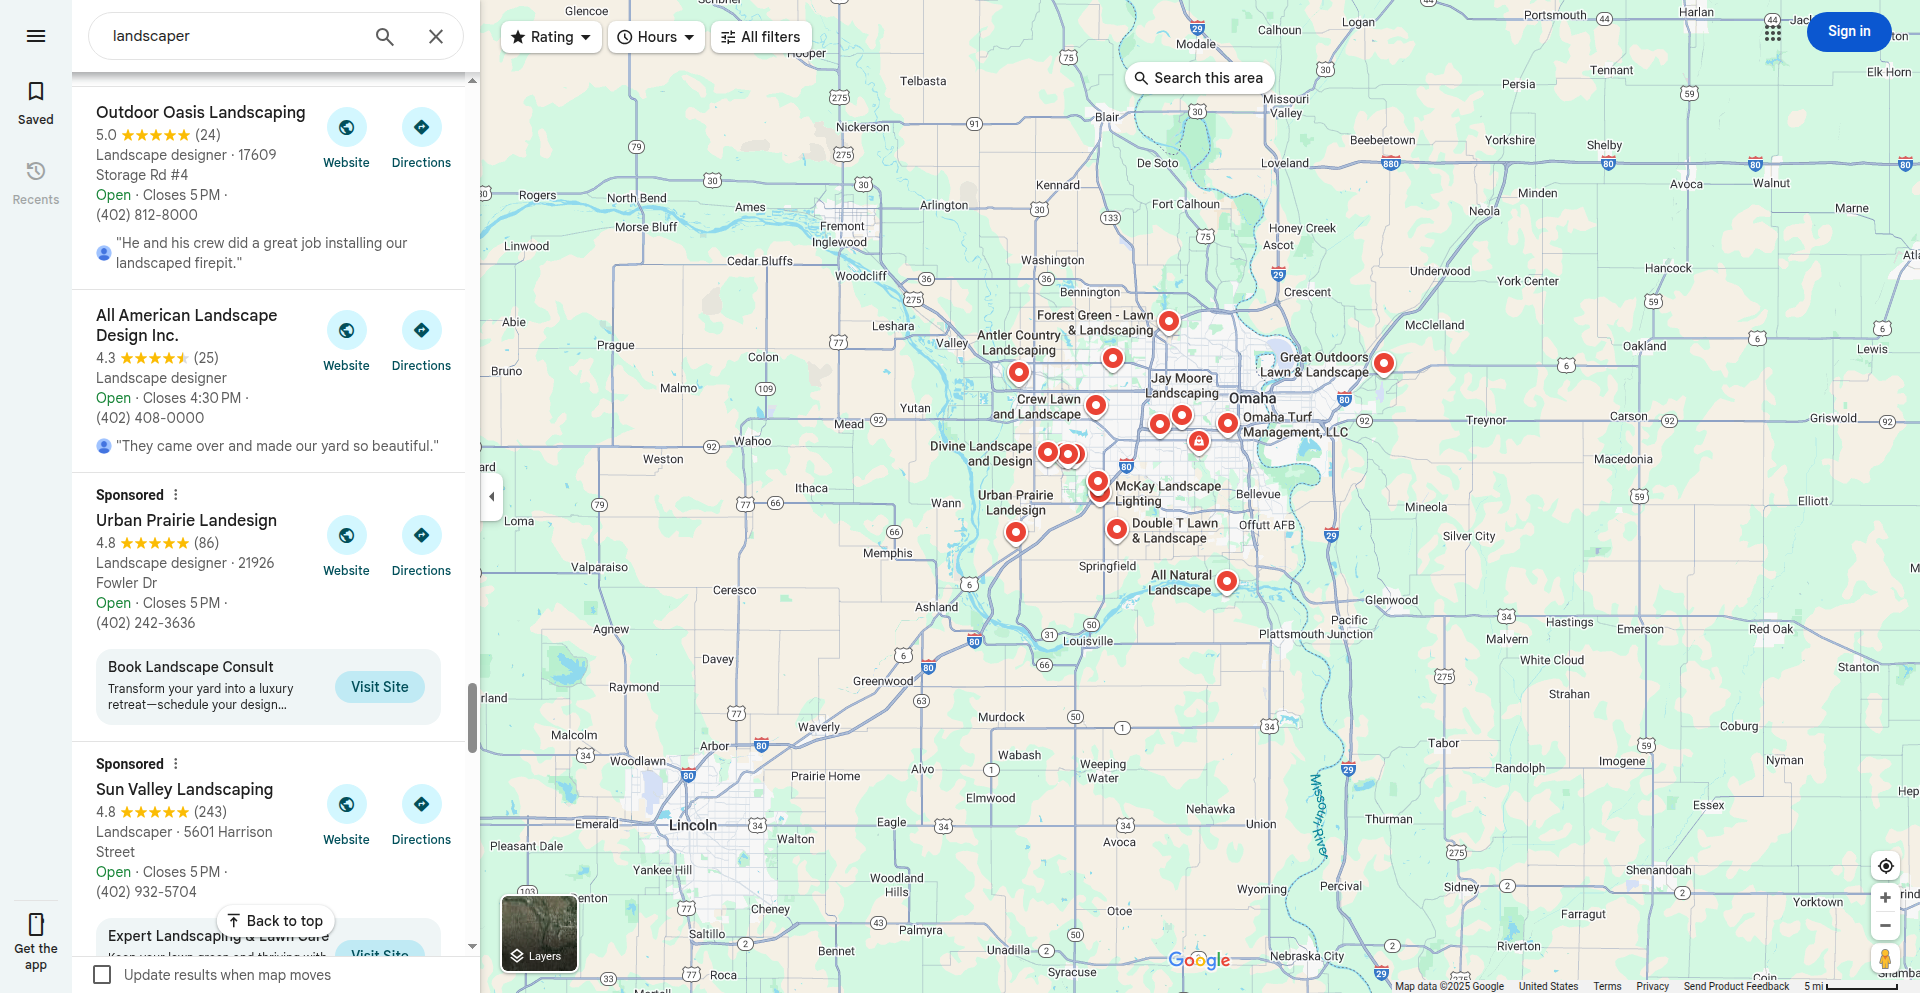 landscaper
Saved
Recents
Get the
app
Outdoor Oasis Landscaping
5.0 (24)
Landscape designer · 17609
Storage Rd #4
Open · Closes 5 PM ·
(402) 812-8000
Website
Directions
"He and his crew did a great job installing our
landscaped firepit."
All American Landscape
Design Inc.
4.3 (25)
Landscape designer
Open · Closes 4:30 PM ·
(402) 408-0000
Website
Directions
"They came over and made our yard so beautiful."
Sponsored
Urban Prairie Landesign
4.8 (86)
Landscape designer · 21926
Fowler Dr
Open · Closes 5 PM ·
(402) 242-3636
Website
Directions
Book Landscape Consult
Transform your yard into a luxury
retreat—schedule your design...
Visit Site
Sponsored
Sun Valley Landscaping
4.8 (243)
Landscaper · 5601 Harrison
Street
Open · Closes 5 PM ·
(402) 932-5704
Website
Directions
Back to top
Expert Landscaping & Lawn Care
Visit Site
Update results when map moves
Rating
Hours
All filters
Search this area
Sign in
Glencoe
Scribner
Hooper
Telbasta
Nickerson
Blair
Modale
Calhoun
Logan
Portsmouth
Harlan
Tennant
Persia
Elk Horn
Missouri
Valley
Beebeetown
Yorkshire
Shelby
De Soto
Loveland
Kennard
Fort Calhoun
Minden
Avoca
Walnut
Neola
Marne
Rogers
North Bend
Ames
Arlington
Morse Bluff
Fremont
Inglewood
Linwood
Cedar Bluffs
Woodcliff
Washington
Honey Creek
Ascot
Underwood
York Center
Hancock
Bennington
Crescent
Abie
Leshara
Valley
Prague
Colon
Bruno
Malmo
Yutan
Mead
Wahoo
Weston
McClelland
Oakland
Lewis
Treynor
Carson
Griswold
Macedonia
Elliott
Omaha
Forest Green - Lawn
& Landscaping
Antler Country
Landscaping
Great Outdoors
Lawn & Landscape
Jay Moore
Landscaping
Crew Lawn
and Landscape
Omaha Turf
Management, LLC
Divine Landscape
and Design
McKay Landscape
Lighting
Urban Prairie
Landesign
Double T Lawn
& Landscape
All Natural
Landscape
Ithaca
Wann
Loma
Memphis
Valparaiso
Ceresco
Ashland
Agnew
Bellevue
Offutt AFB
Springfield
Mineola
Silver City
Glenwood
Pacific
Plattsmouth Junction
Louisville
Hastings
Malvern
Emerson
Red Oak
Stanton
White Cloud
Strahan
Coburg
Davey
Raymond
Greenwood
Murdock
Waverly
Malcolm
Woodlawn
Arbor
Prairie Home
Alvo
Wabash
Weeping
Water
Elmwood
Nehawka
Missouri River
Tabor
Randolph
Imogene
Nyman
Essex
Thurman
Emerald
Lincoln
Walton
Eagle
Avoca
Union
Pleasant Dale
Yankee Hill
Woodland
Hills
Wyoming
Percival
Sidney
Shenandoah
Farragut
Yorktown
Denton
Cheney
Otoe
Saltillo
Bennet
Palmyra
Unadilla
Nebraska City
Riverton
Roca
Syracuse
Coin
Layers
Google
Map data ©2025 Google
United States
Terms
Privacy
Send Product Feedback
5 mi